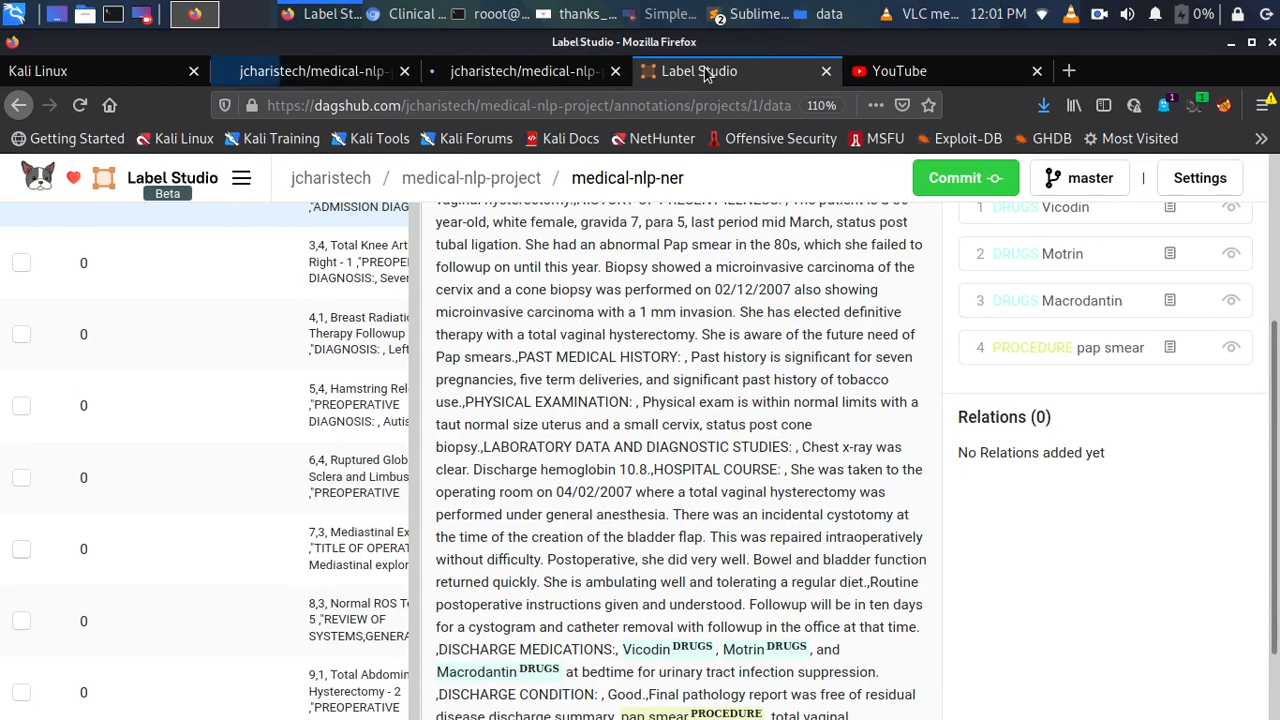 Label St...
Clinical
rooot@...
thanks_...
Simple...
2
Sublime...
data
VLC me...
12:01 PM
0%
Label Studio - Mozilla Firefox
Kali Linux
jcharistech/medical-nlp-
jcharistech/medical-nlp-
Label Studio
YouTube
https://dagshub.com/jcharistech/medical-nlp-project/annotations/projects/1/data
110%
1
1
Getting Started
Kali Linux
Kali Training
Kali Tools
Kali Forums
Kali Docs
NetHunter
Offensive Security
MSFU
Exploit-DB
GHDB
Most Visited
Label Studio
Beta
jcharistech / medical-nlp-project / medical-nlp-ner
Commit
master
Settings
,"ADMISSION DIAG
0
3,4, Total Knee Art
Right - 1 ,"PREOPE
DIAGNOSIS: , Sever
0
4,1, Breast Radiatio
Therapy Followup
,"DIAGNOSIS: , Left
0
5,4, Hamstring Rel
,"PREOPERATIVE
DIAGNOSIS: , Autis
0
6,4, Ruptured Glob
Sclera and Limbus
,"PREOPERATIVE
0
7,3, Mediastinal Ex
,"TITLE OF OPERAT
Mediastinal explor
0
8,3, Normal ROS Te
5 ,"REVIEW OF
SYSTEMS,GENERA
0
9,1, Total Abdomin
Hysterectomy - 2
,"PREOPERATIVE
year-old, white female, gravida 7, para 5, last period mid March, status post
tubal ligation. She had an abnormal Pap smear in the 80s, which she failed to
followup on until this year. Biopsy showed a microinvasive carcinoma of the
cervix and a cone biopsy was performed on 02/12/2007 also showing
microinvasive carcinoma with a 1 mm invasion. She has elected definitive
therapy with a total vaginal hysterectomy. She is aware of the future need of
Pap smears.,PAST MEDICAL HISTORY: , Past history is significant for seven
pregnancies, five term deliveries, and significant past history of tobacco
use.,PHYSICAL EXAMINATION: , Physical exam is within normal limits with a
taut normal size uterus and a small cervix, status post cone
biopsy.,LABORATORY DATA AND DIAGNOSTIC STUDIES: , Chest x-ray was
clear. Discharge hemoglobin 10.8.,HOSPITAL COURSE: , She was taken to the
operating room on 04/02/2007 where a total vaginal hysterectomy was
performed under general anesthesia. There was an incidental cystotomy at
the time of the creation of the bladder flap. This was repaired intraoperatively
without difficulty. Postoperative, she did very well. Bowel and bladder function
returned quickly. She is ambulating well and tolerating a regular diet.,Routine
postoperative instructions given and understood. Followup will be in ten days
for a cystogram and catheter removal with followup in the office at that time.
,DISCHARGE MEDICATIONS:, Vicodin DRUGS , Motrin DRUGS , and
Macrodantin DRUGS at bedtime for urinary tract infection suppression.
,DISCHARGE CONDITION: , Good.,Final pathology report was free of residual
disease.discharge summary, pap smear PROCEDURE , total vaginal
1 DRUGS Vicodin
2 DRUGS Motrin
3 DRUGS Macrodantin
4 PROCEDURE pap smear
Relations (0)
No Relations added yet